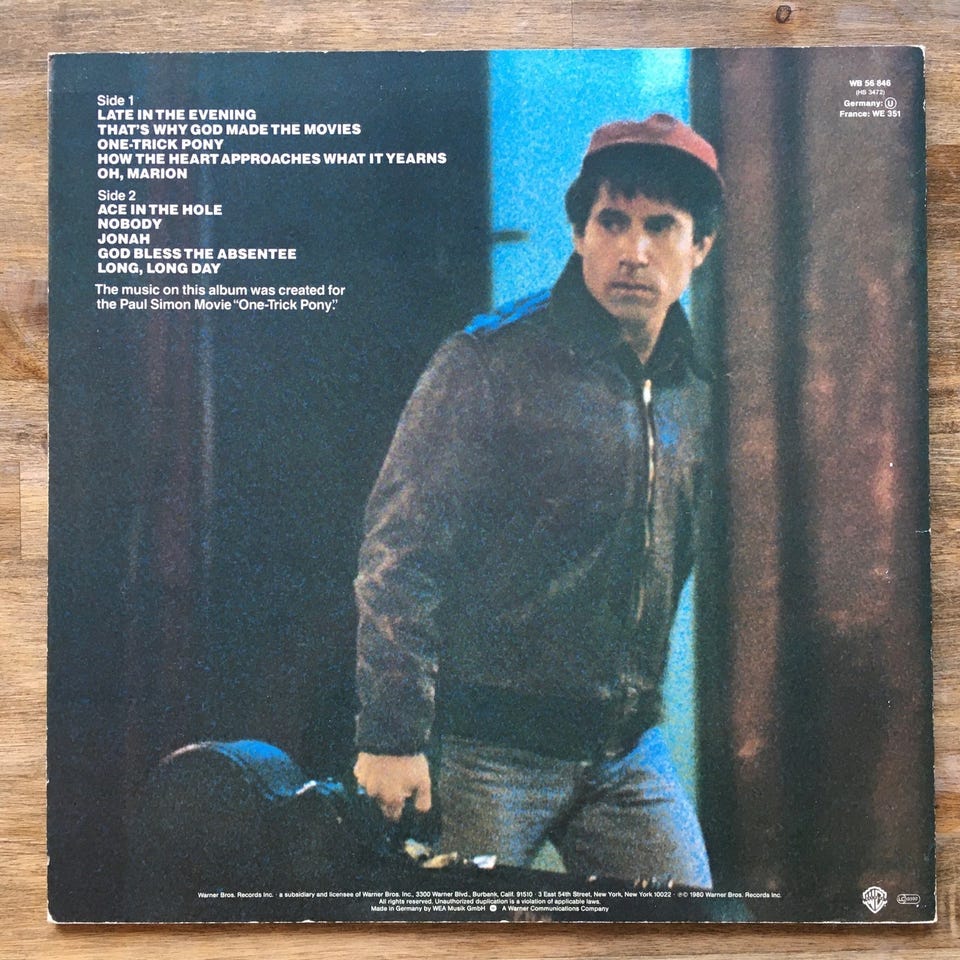 Side 1
LATE IN THE EVENING
THAT'S WHY GOD MADE THE MOVIES
ONE-TRICK PONY
HOW THE HEART APPROACHES WHAT IT YEARNS
OH, MARION
Side 2
ACE IN THE HOLE
NOBODY
JONAH
GOD BLESS THE ABSENTEE
LONG, LONG DAY
The music on this album was created for
the Paul Simon Movie “One-Trick Pony.”
WB 56 846
(HS 3472)
Germany: U
France: WE 351
Warner Bros. Records Inc. · a subsidiary and licensee of Warner Bros. Inc., 3300 Warner Blvd., Burbank, Calif. 91510 · 3 East 54th Street, New York, New York 10022 · ℗© 1980 Warner Bros. Records Inc.
All rights reserved. Unauthorized duplication is a violation of applicable laws.
Made in Germany by WEA Musik GmbH A Warner Communications Company